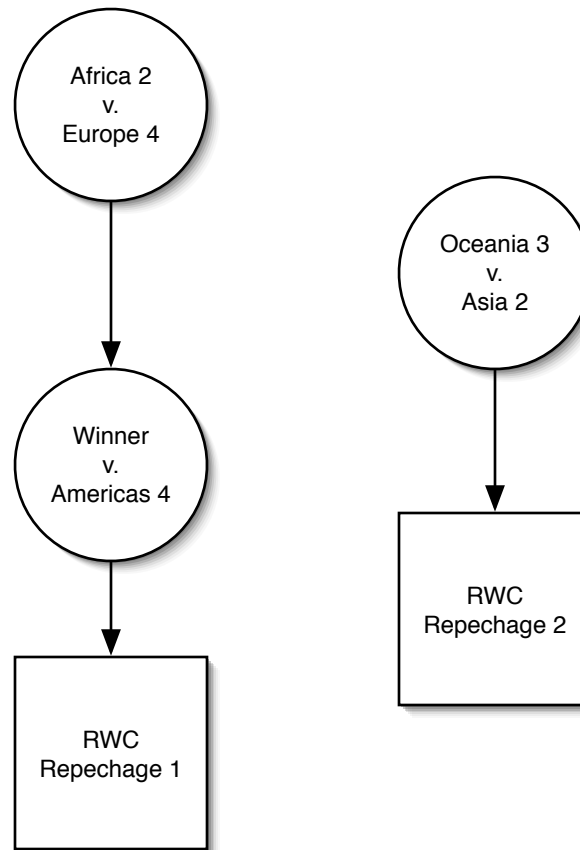 Africa 2
v.
Europe 4
Winner
v.
Americas 4
RWC
Repechage 1
Oceania 3
v.
Asia 2
RWC
Repechage 2